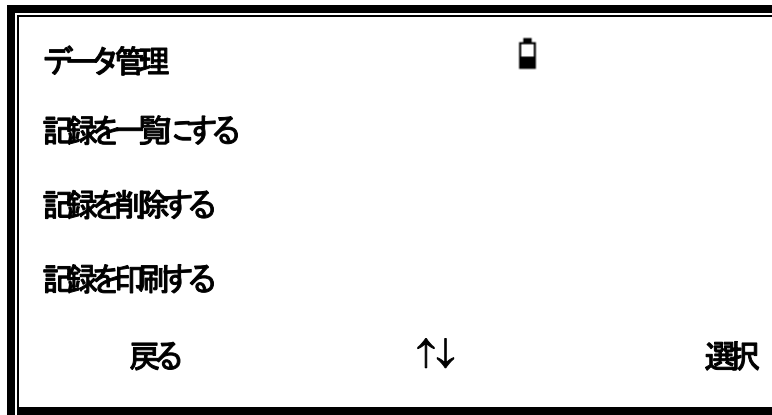 データ管理
記録を一覧にする
記録を削除する
記録を印刷する
戻る ↑↓ 選択